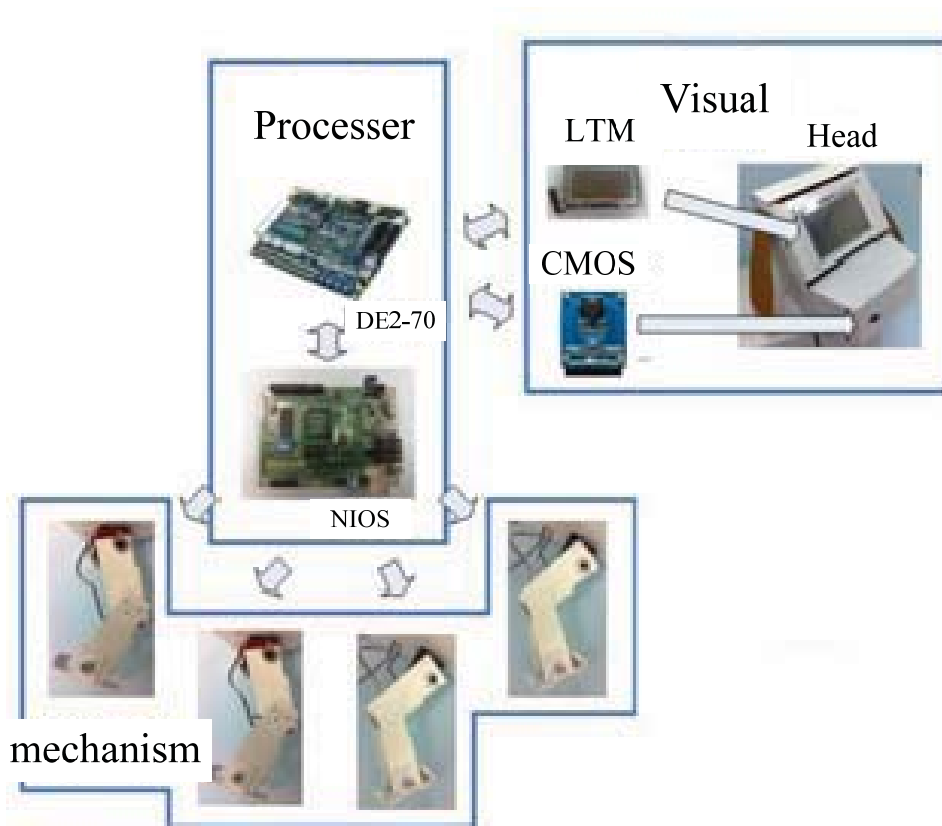 Processer
Visual
LTM
Head
CMOS
DE2-70
NIOS
mechanism